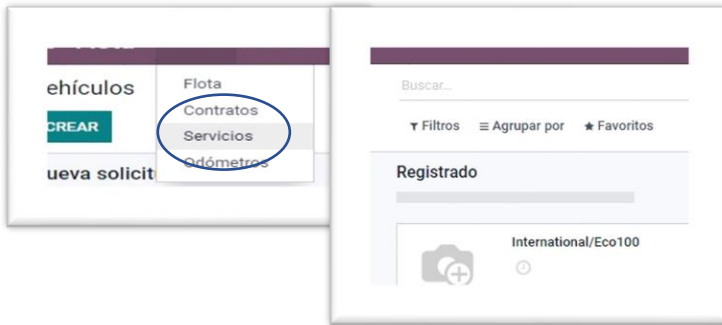 ehículos
CREAR
ueva solicit
Flota
Contratos
Servicios
Odómetros
Buscar...
Filtros Agrupar por Favoritos
Registrado
International/Eco100